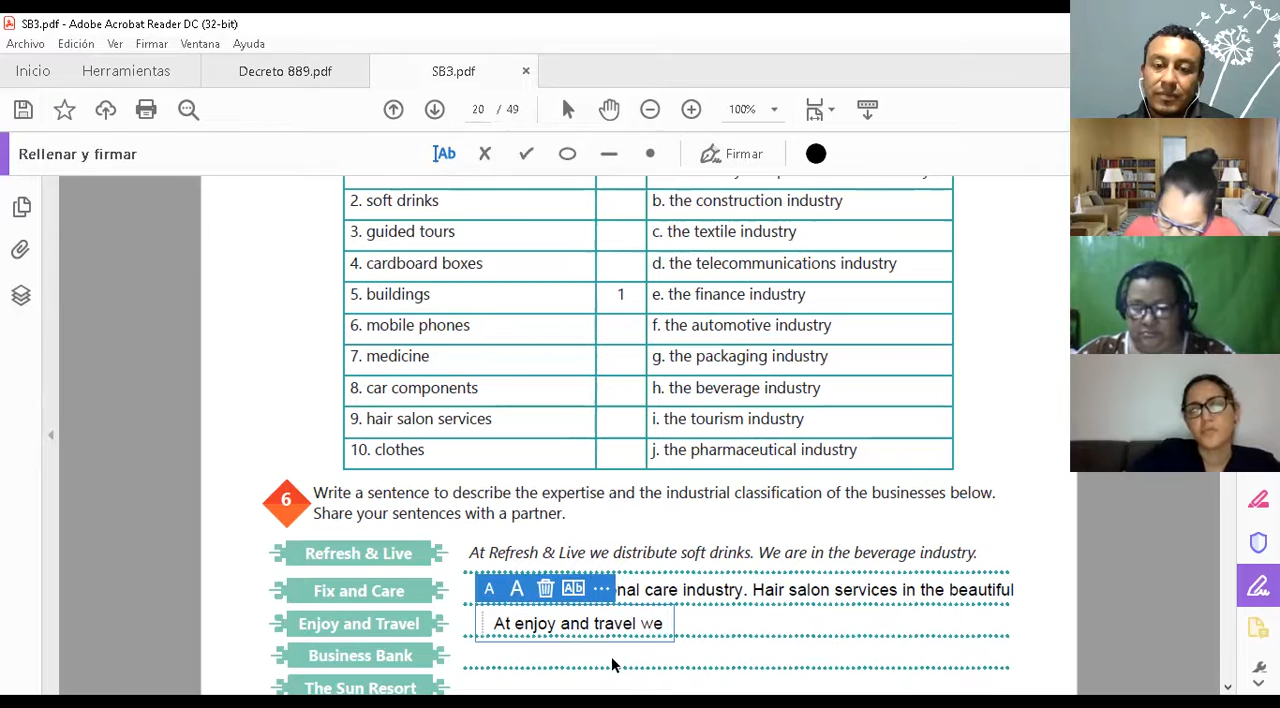 SB3.pdf - Adobe Acrobat Reader DC (32-bit)
Archivo Edición Ver Firmar Ventana Ayuda
Inicio Herramientas Decreto 889.pdf SB3.pdf ×
20 / 49 100%
Rellenar y firmar Ab Firmar
2. soft drinks b. the construction industry
3. guided tours c. the textile industry
4. cardboard boxes d. the telecommunications industry
5. buildings 1 e. the finance industry
6. mobile phones f. the automotive industry
7. medicine g. the packaging industry
8. car components h. the beverage industry
9. hair salon services i. the tourism industry
10. clothes j. the pharmaceutical industry
6 Write a sentence to describe the expertise and the industrial classification of the businesses below.
Share your sentences with a partner.
Refresh & Live At Refresh & Live we distribute soft drinks. We are in the beverage industry.
Fix and Care A A Ab ... nal care industry. Hair salon services in the beautiful
Enjoy and Travel At enjoy and travel we
Business Bank
The Sun Resort